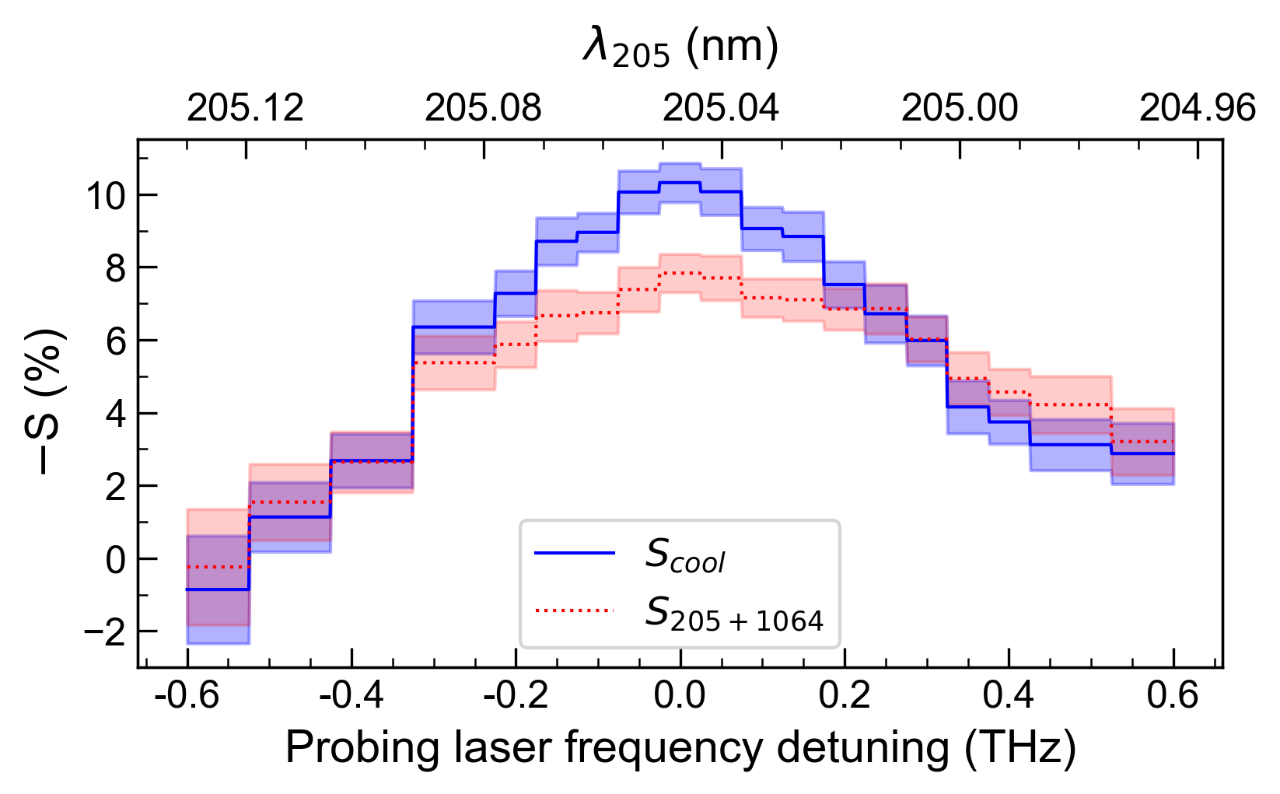 λ205 (nm)
205.12 205.08 205.04 205.00 204.96
10
8
6
4
2
0
−2
−S (%)
Scool
S205 + 1064
-0.6 -0.4 -0.2 0.0 0.2 0.4 0.6
Probing laser frequency detuning (THz)